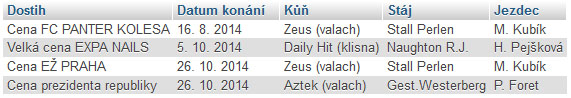 Dostih Datum konání Kůň Stáj Jezdec
Cena FC PANTER KOLESA 16. 8. 2014 Zeus (valach) Stall Perlen M. Kubík
Velká cena EXPA NAILS 5. 10. 2014 Daily Hit (klisna) Naughton R.J. H. Pejšková
Cena EŽ PRAHA 26. 10. 2014 Zeus (valach) Stall Perlen M. Kubík
Cena prezidenta republiky 26. 10. 2014 Aztek (valach) Gest.Westerberg P. Foret